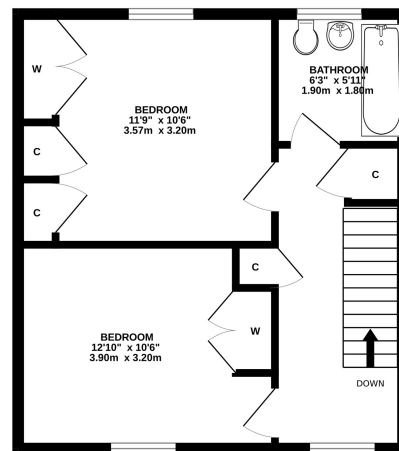 W
BEDROOM
11'9" x 10'6"
3.57m x 3.20m
BATHROOM
6'3" x 5'11"
1.90m x 1.80m
C
C
C
C
W
BEDROOM
12'10" x 10'6"
3.90m x 3.20m
DOWN